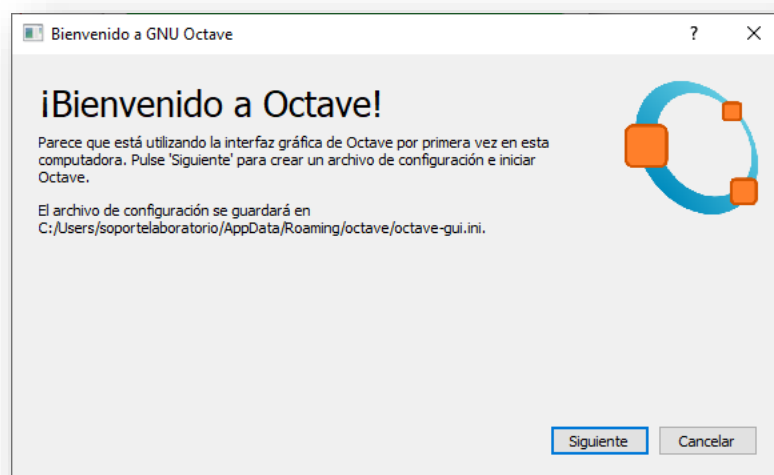 Bienvenido a GNU Octave
?
¡Bienvenido a Octave!
Parece que está utilizando la interfaz gráfica de Octave por primera vez en esta
computadora. Pulse 'Siguiente' para crear un archivo de configuración e iniciar
Octave.
El archivo de configuración se guardará en
C:/Users/soportelaboratorio/AppData/Roaming/octave/octave-gui.ini.
Siguiente
Cancelar